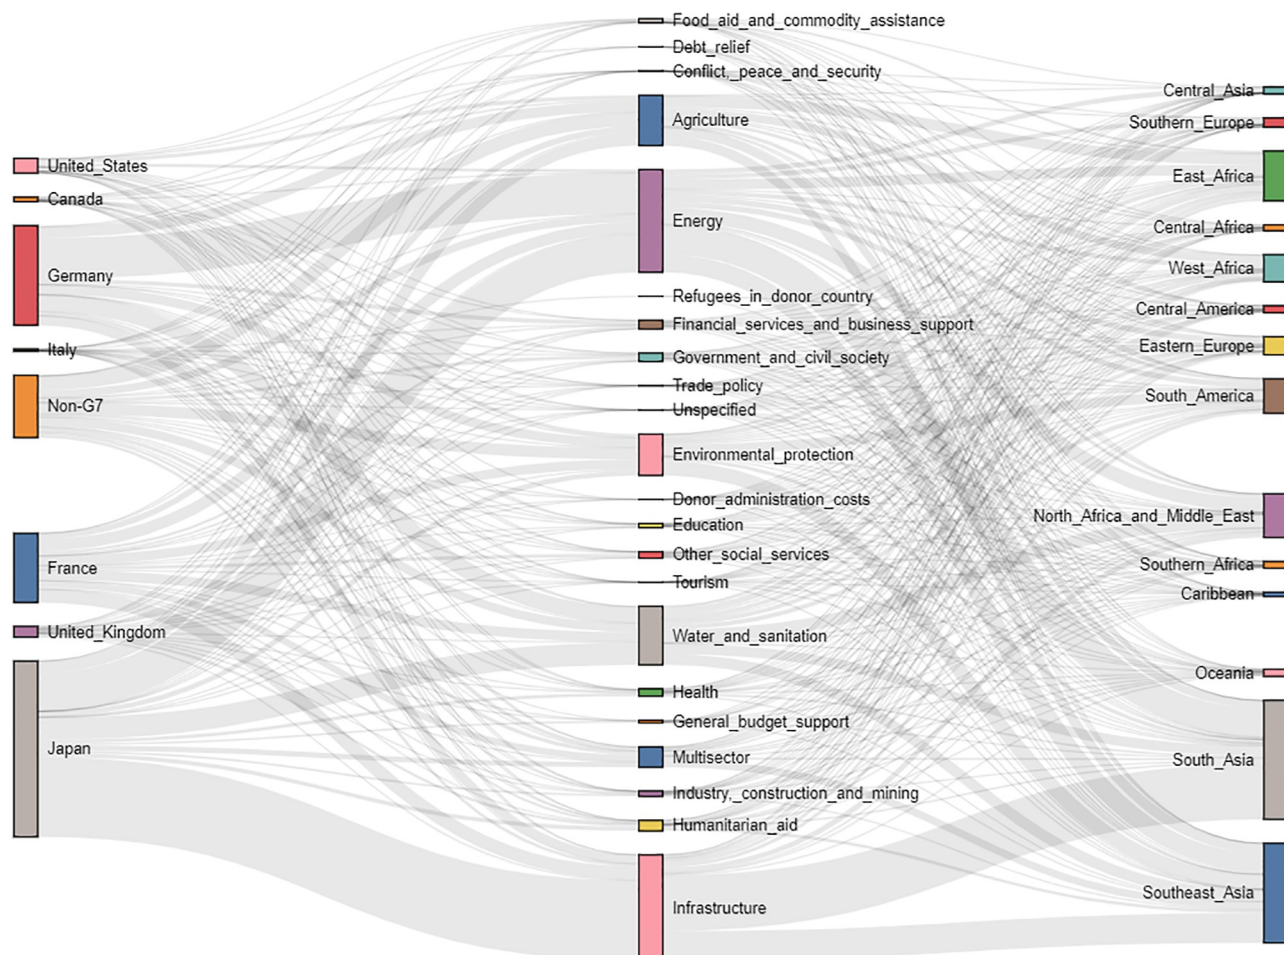 United_States
Canada
Germany
Italy
Non-G7
France
United_Kingdom
Japan
Food_aid_and_commodity_assistance
Debt_relief
Conflict,_peace_and_security
Agriculture
Energy
Refugees_in_donor_country
Financial_services_and_business_support
Government_and_civil_society
Trade_policy
Unspecified
Environmental_protection
Donor_administration_costs
Education
Other_social_services
Tourism
Water_and_sanitation
Health
General_budget_support
Multisector
Industry,_construction_and_mining
Humanitarian_aid
Infrastructure
Central_Asia
Southern_Europe
East_Africa
Central_Africa
West_Africa
Central_America
Eastern_Europe
South_America
North_Africa_and_Middle_East
Southern_Africa
Caribbean
Oceania
South_Asia
Southeast_Asia